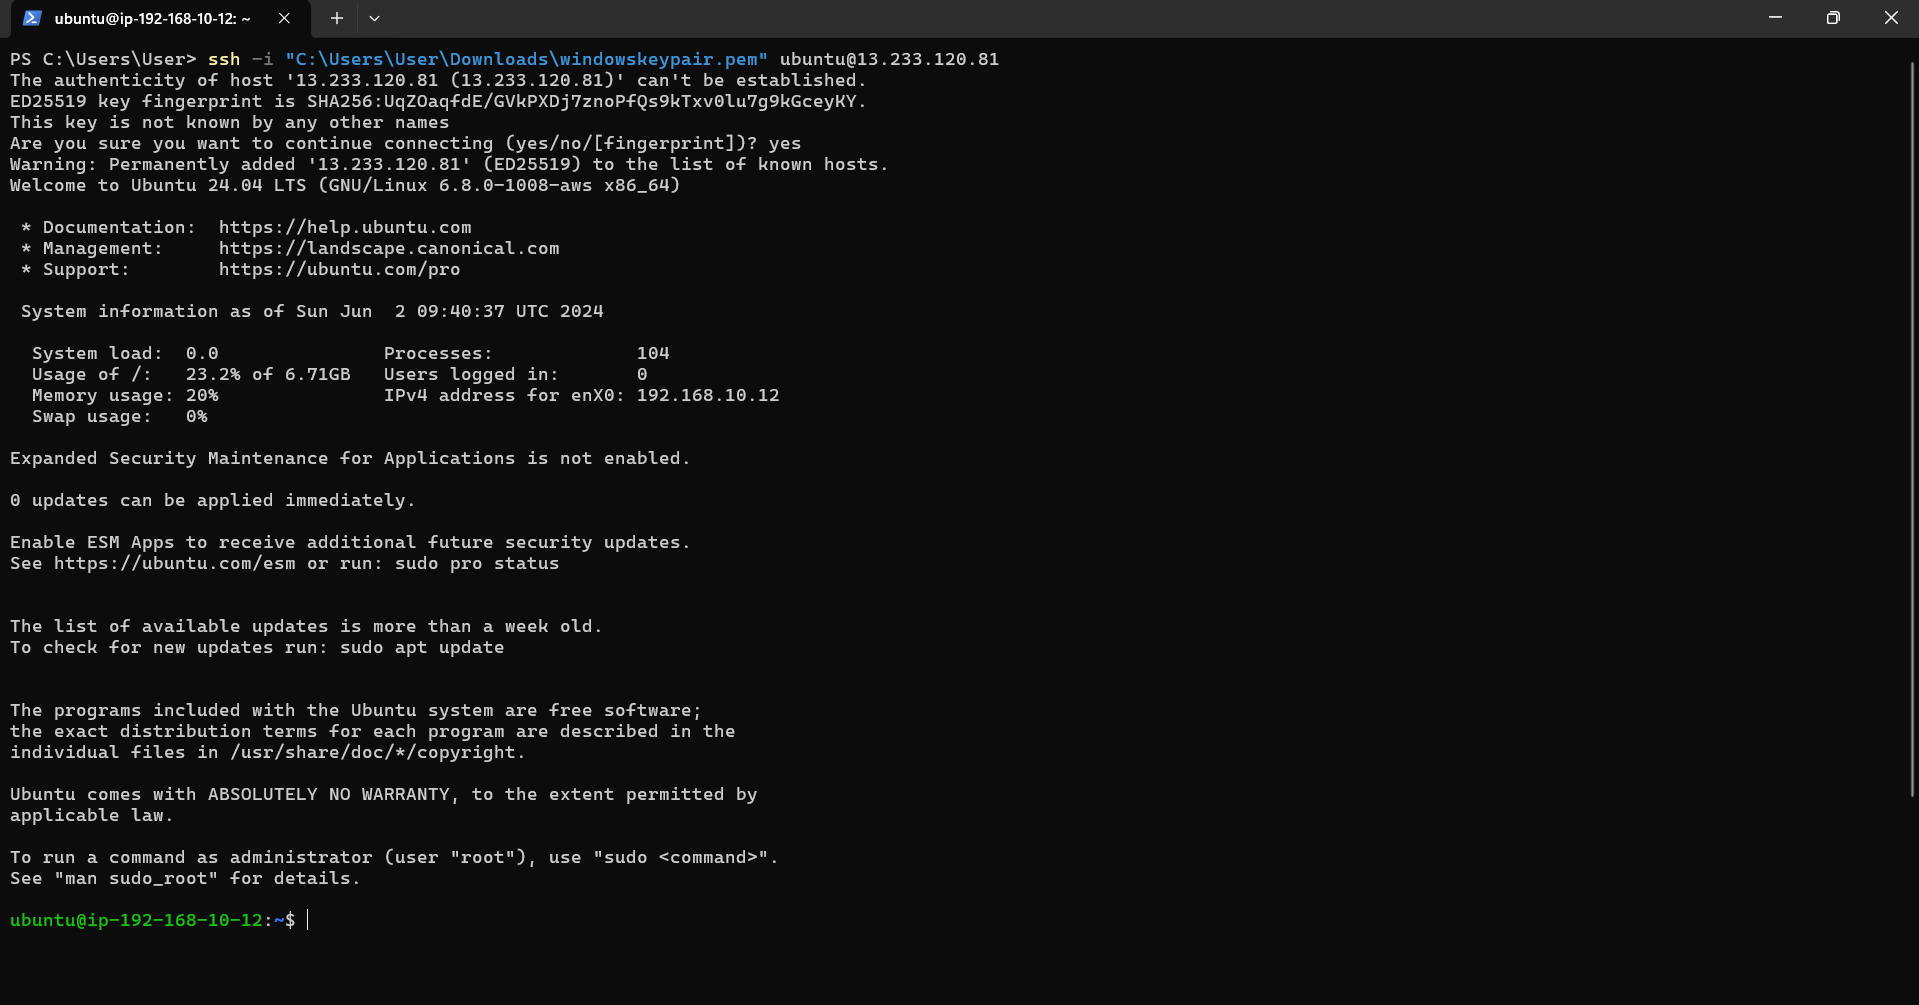 ubuntu@ip-192-168-10-12: ~
PS C:\Users\User> ssh -i "C:\Users\User\Downloads\windowskeypair.pem" ubuntu@13.233.120.81
The authenticity of host '13.233.120.81 (13.233.120.81)' can't be established.
ED25519 key fingerprint is SHA256:UqZOaqfdE/GVkPXDj7znoPfQs9kTxv0lu7g9kGceyKY.
This key is not known by any other names
Are you sure you want to continue connecting (yes/no/[fingerprint])? yes
Warning: Permanently added '13.233.120.81' (ED25519) to the list of known hosts.
Welcome to Ubuntu 24.04 LTS (GNU/Linux 6.8.0-1008-aws x86_64)
* Documentation:  https://help.ubuntu.com
* Management:     https://landscape.canonical.com
* Support:        https://ubuntu.com/pro
System information as of Sun Jun  2 09:40:37 UTC 2024
System load:  0.0               Processes:             104
Usage of /:   23.2% of 6.71GB   Users logged in:       0
Memory usage: 20%               IPv4 address for enX0: 192.168.10.12
Swap usage:   0%
Expanded Security Maintenance for Applications is not enabled.
0 updates can be applied immediately.
Enable ESM Apps to receive additional future security updates.
See https://ubuntu.com/esm or run: sudo pro status
The list of available updates is more than a week old.
To check for new updates run: sudo apt update
The programs included with the Ubuntu system are free software;
the exact distribution terms for each program are described in the
individual files in /usr/share/doc/*/copyright.
Ubuntu comes with ABSOLUTELY NO WARRANTY, to the extent permitted by
applicable law.
To run a command as administrator (user "root"), use "sudo <command>".
See "man sudo_root" for details.
ubuntu@ip-192-168-10-12:~$